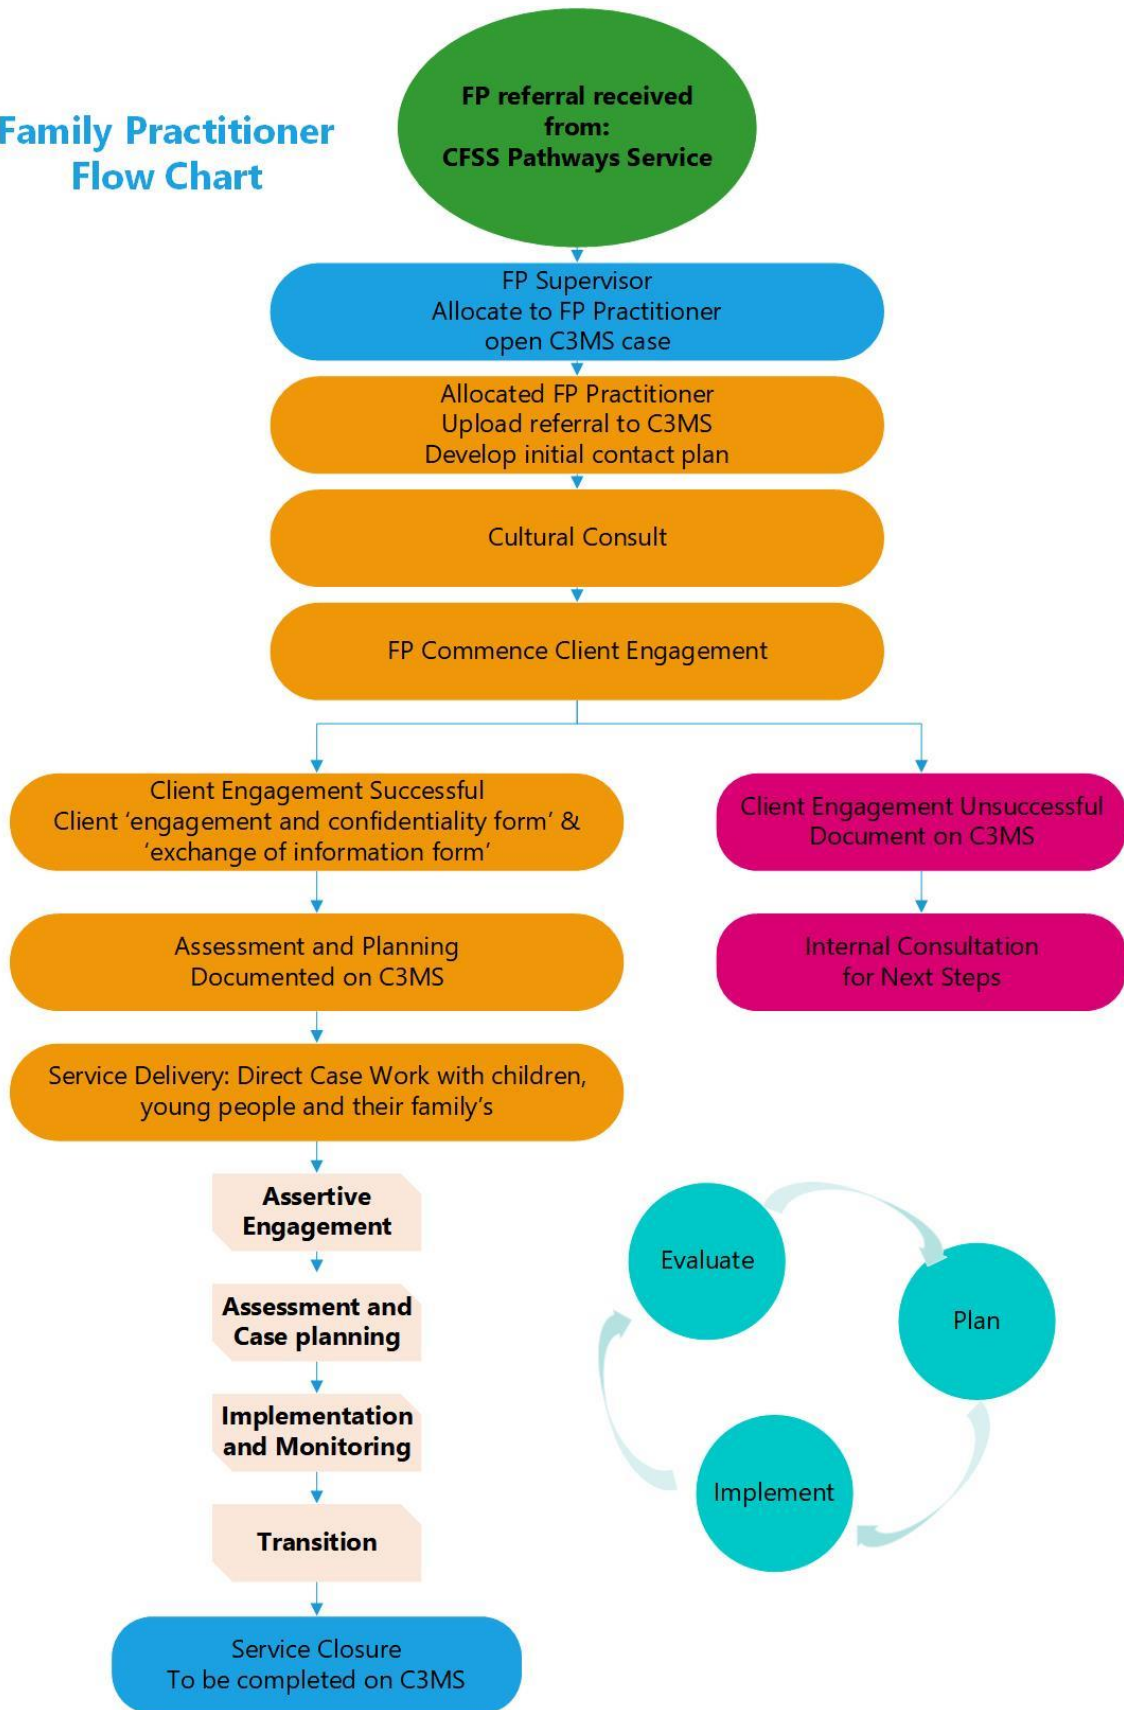 Family Practitioner
Flow Chart
FP referral received
from:
CFSS Pathways Service
FP Supervisor
Allocate to FP Practitioner
open C3MS case
Allocated FP Practitioner
Upload referral to C3MS
Develop initial contact plan
Cultural Consult
FP Commence Client Engagement
Client Engagement Successful
Client ‘engagement and confidentiality form’ &
‘exchange of information form’
Client Engagement Unsuccessful
Document on C3MS
Assessment and Planning
Documented on C3MS
Internal Consultation
for Next Steps
Service Delivery: Direct Case Work with children,
young people and their family’s
Assertive
Engagement
Assessment and
Case planning
Implementation
and Monitoring
Transition
Service Closure
To be completed on C3MS
Evaluate
Plan
Implement